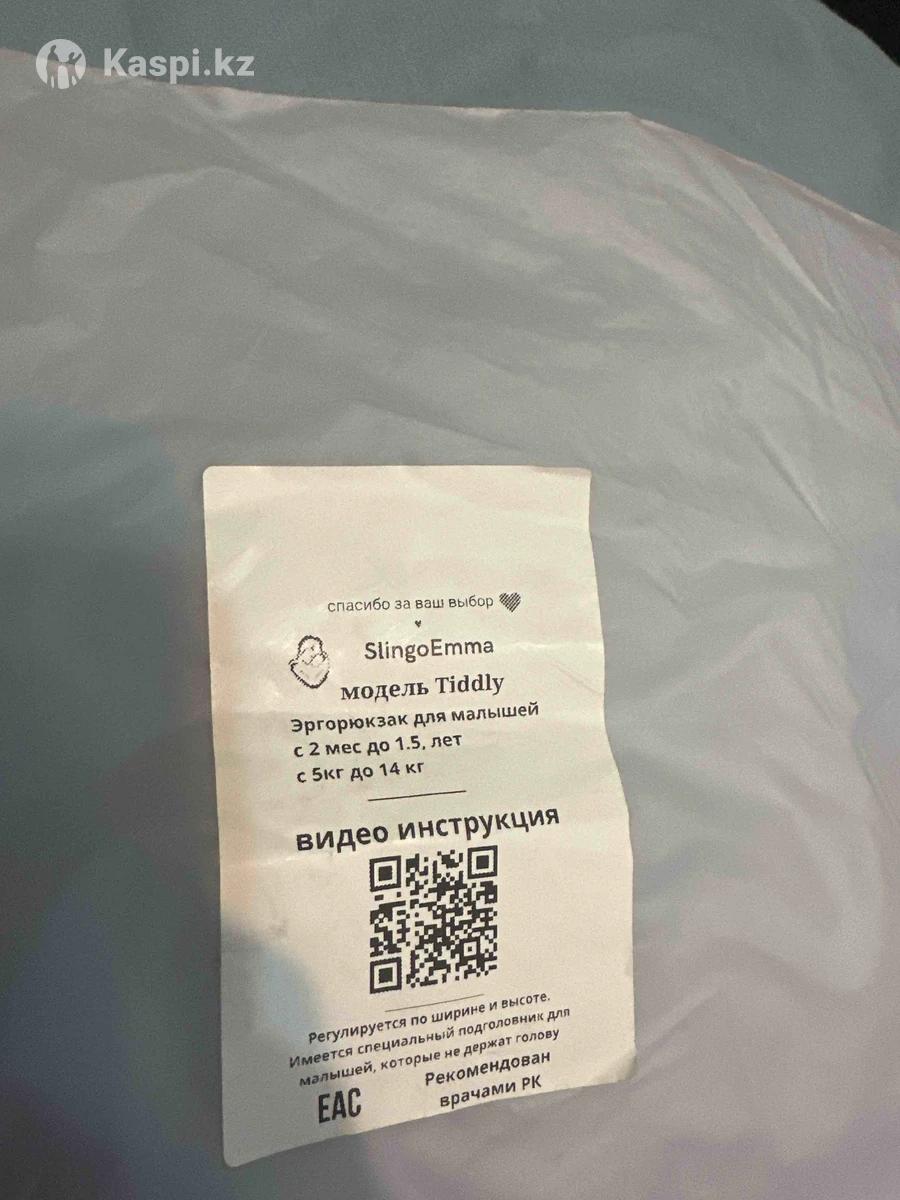 Kaspi.kz
спасибо за ваш выбор
SlingoEmma
модель Tiddly
Эргорюкзак для малышей
с 2 мес до 1.5, лет
с 5кг до 14 кг
видео инструкция
Регулируется по ширине и высоте.
Имеется специальный подголовник для
малышей, которые не держат голову
EAC
Рекомендован
врачами РК